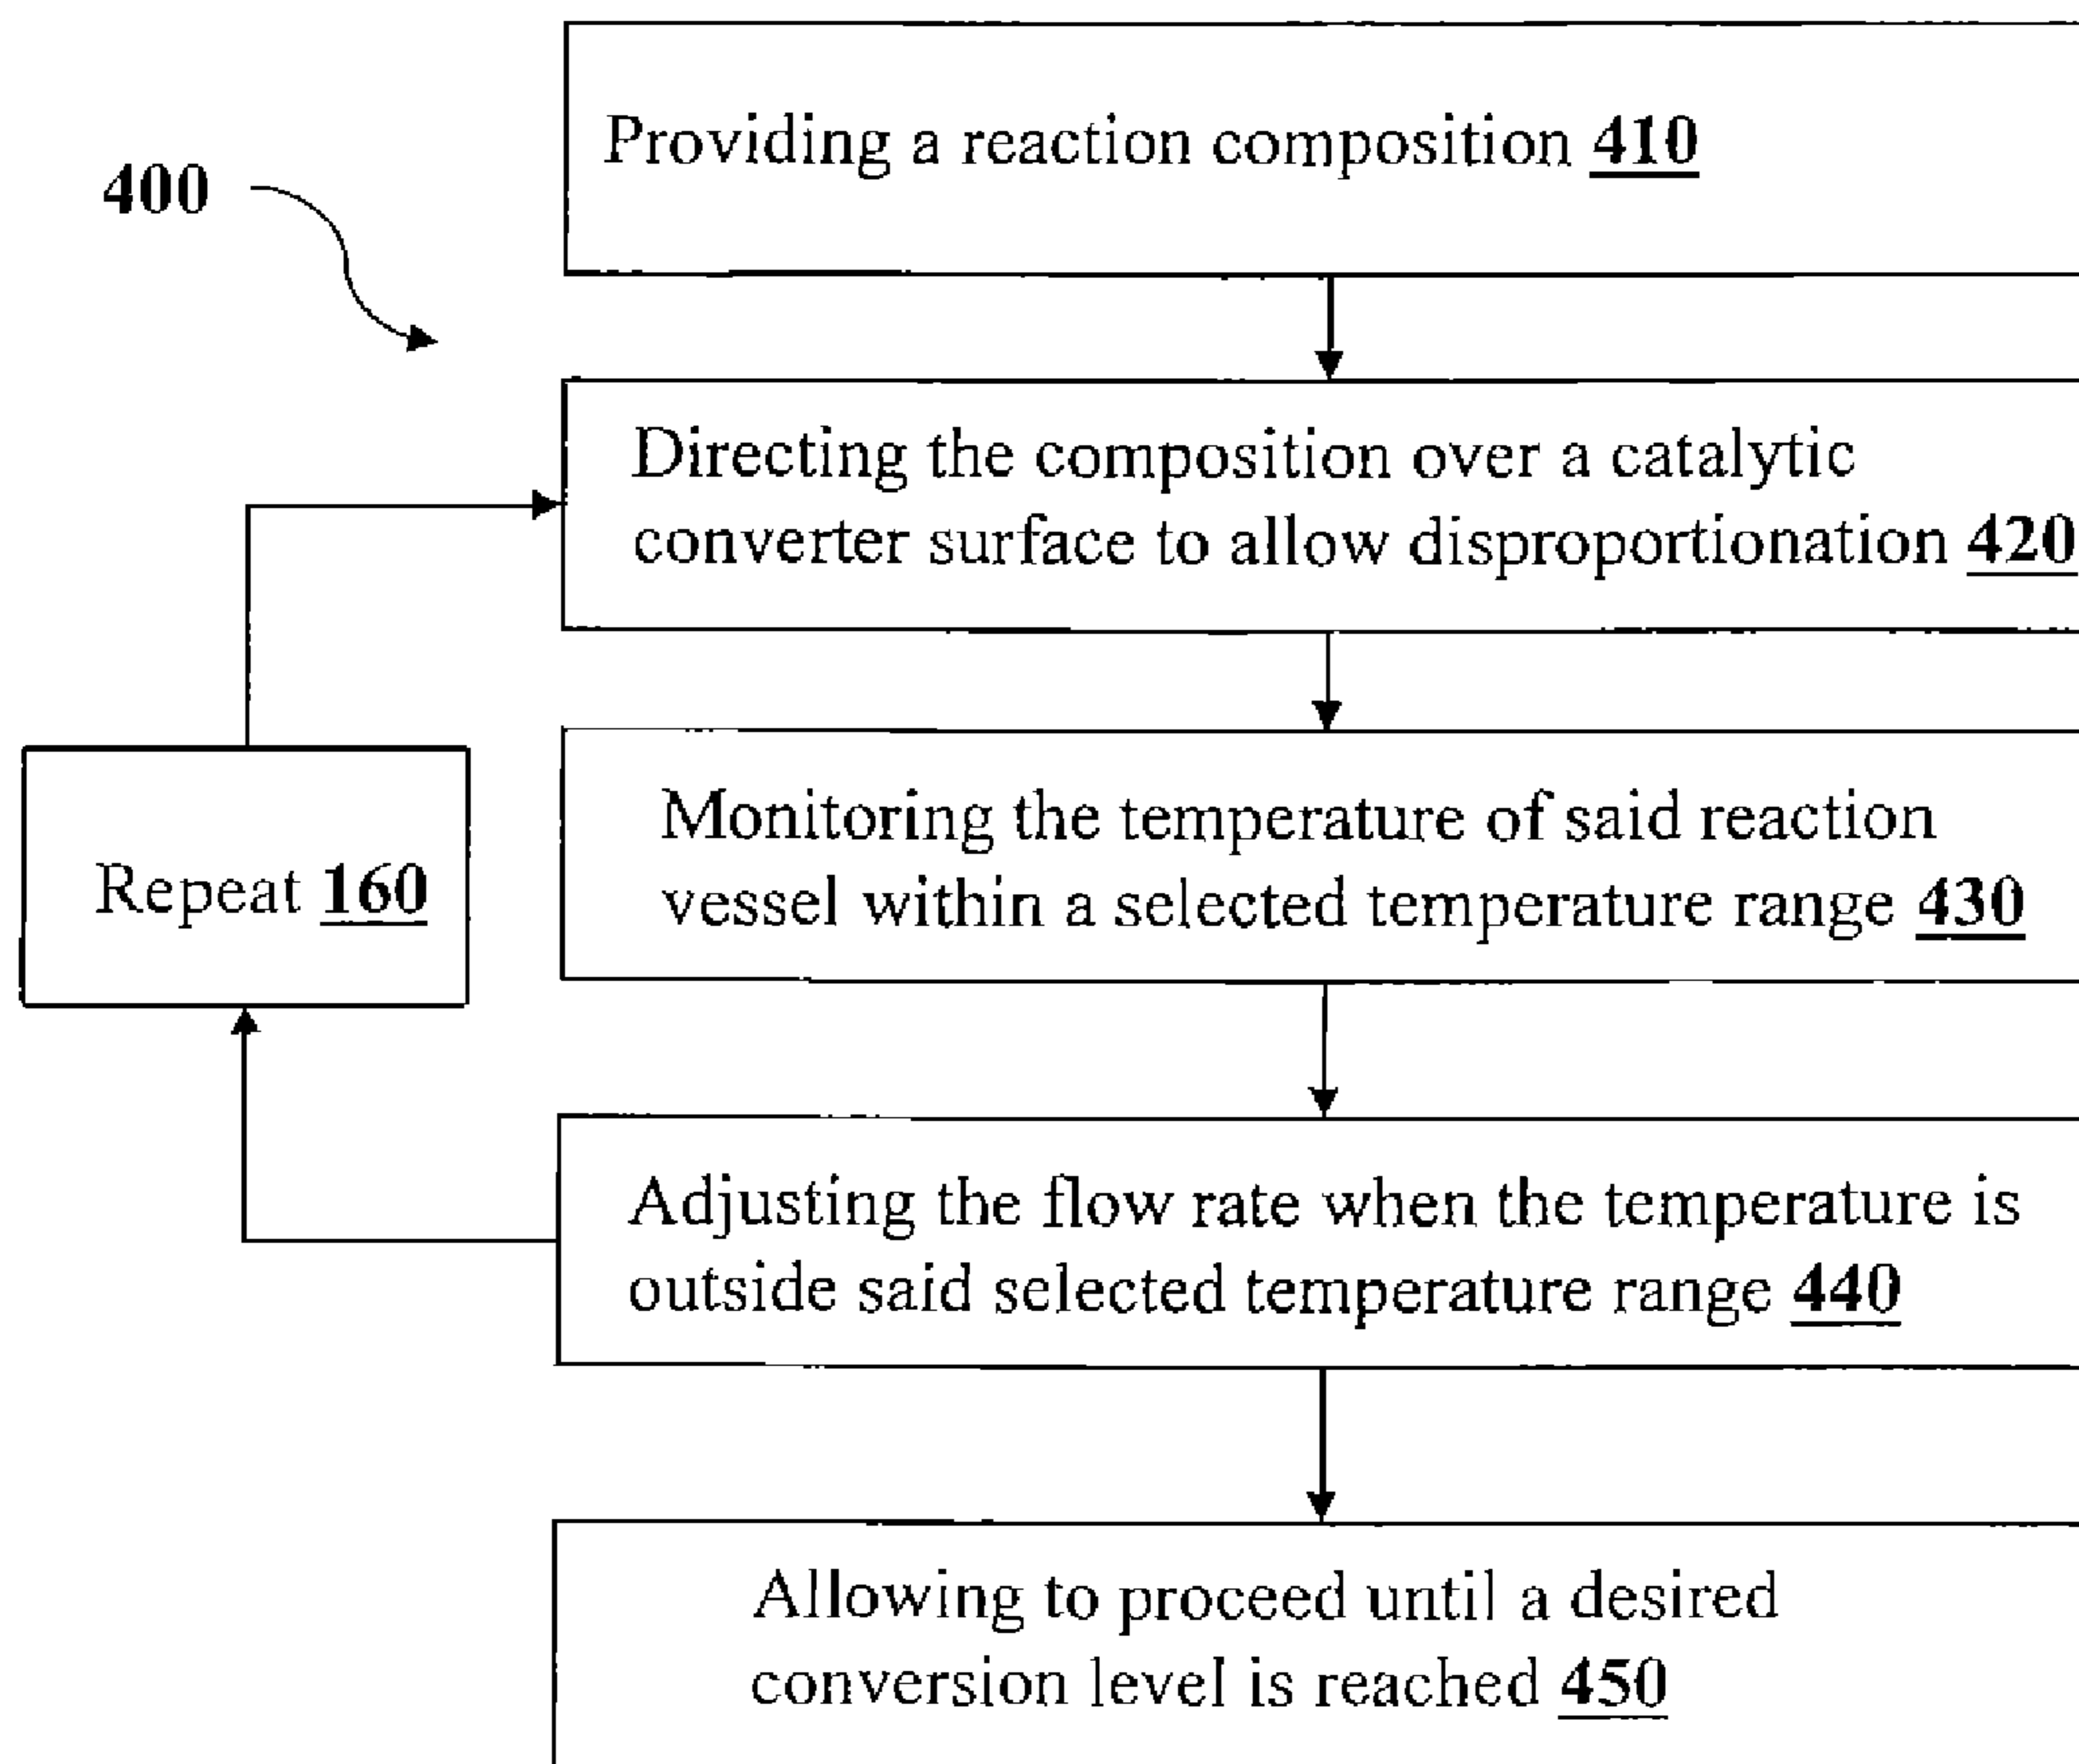 Providing a reaction composition 410
400
Directing the composition over a catalytic
converter surface to allow disproportionation 420
Monitoring the temperature of said reaction
vessel within a selected temperature range 430
Repeat 160
Adjusting the flow rate when the temperature is
outside said selected temperature range 440
Allowing to proceed until a desired
conversion level is reached 450